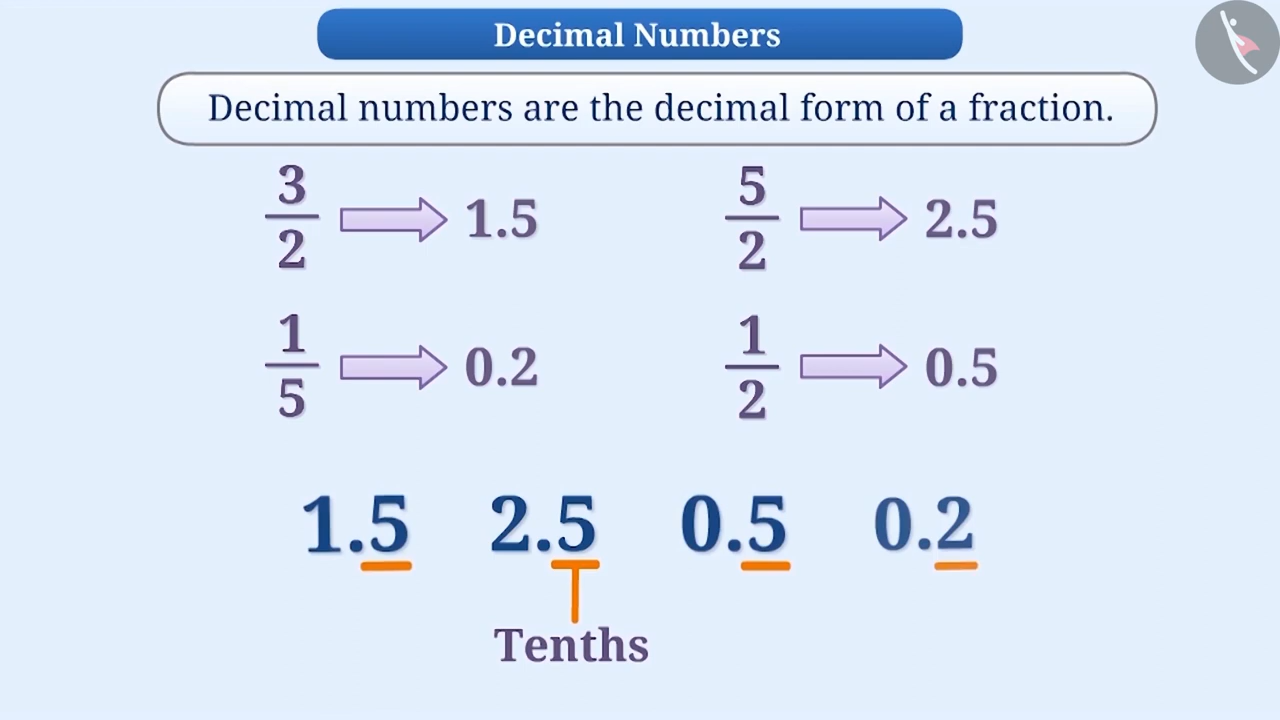 Decimal Numbers
Decimal numbers are the decimal form of a fraction.
3/2 → 1.5 5/2 → 2.5
1/5 → 0.2 1/2 → 0.5
1.5 2.5 0.5 0.2
Tenths